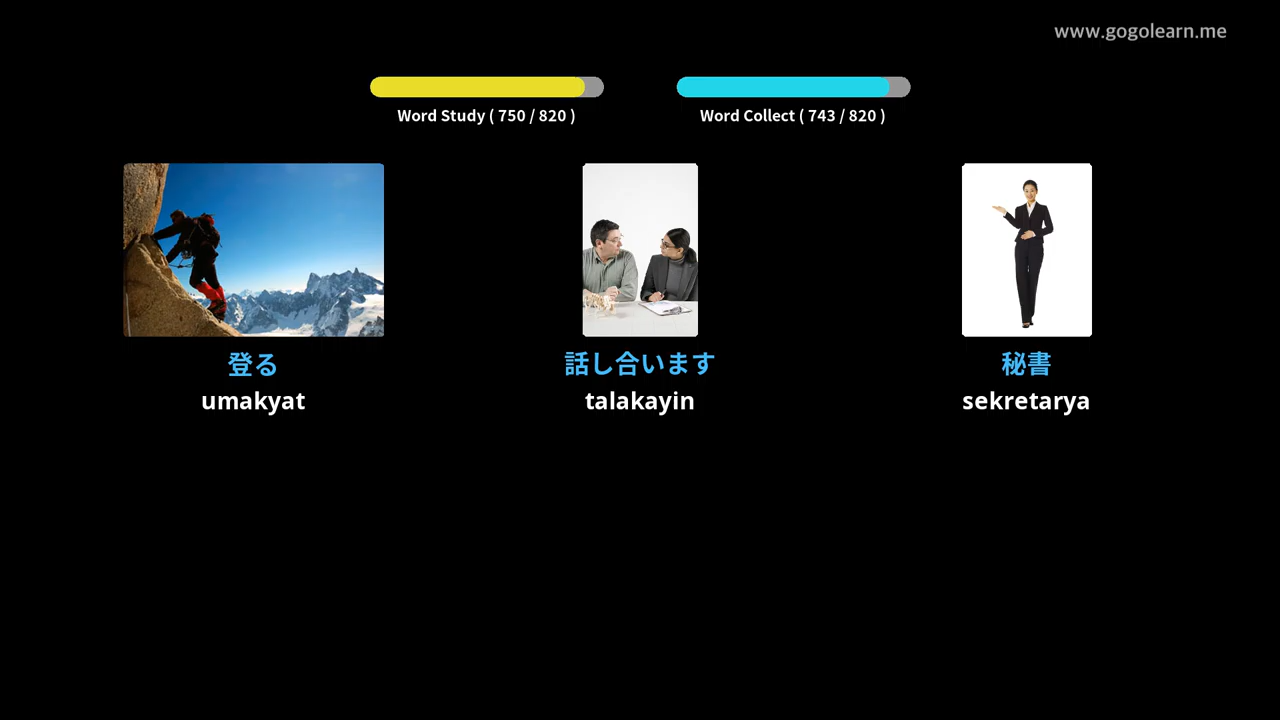 www.gogolearn.me
Word Study ( 750 / 820 )
Word Collect ( 743 / 820 )
登る
話し合います
秘書
umakyat
talakayin
sekretarya